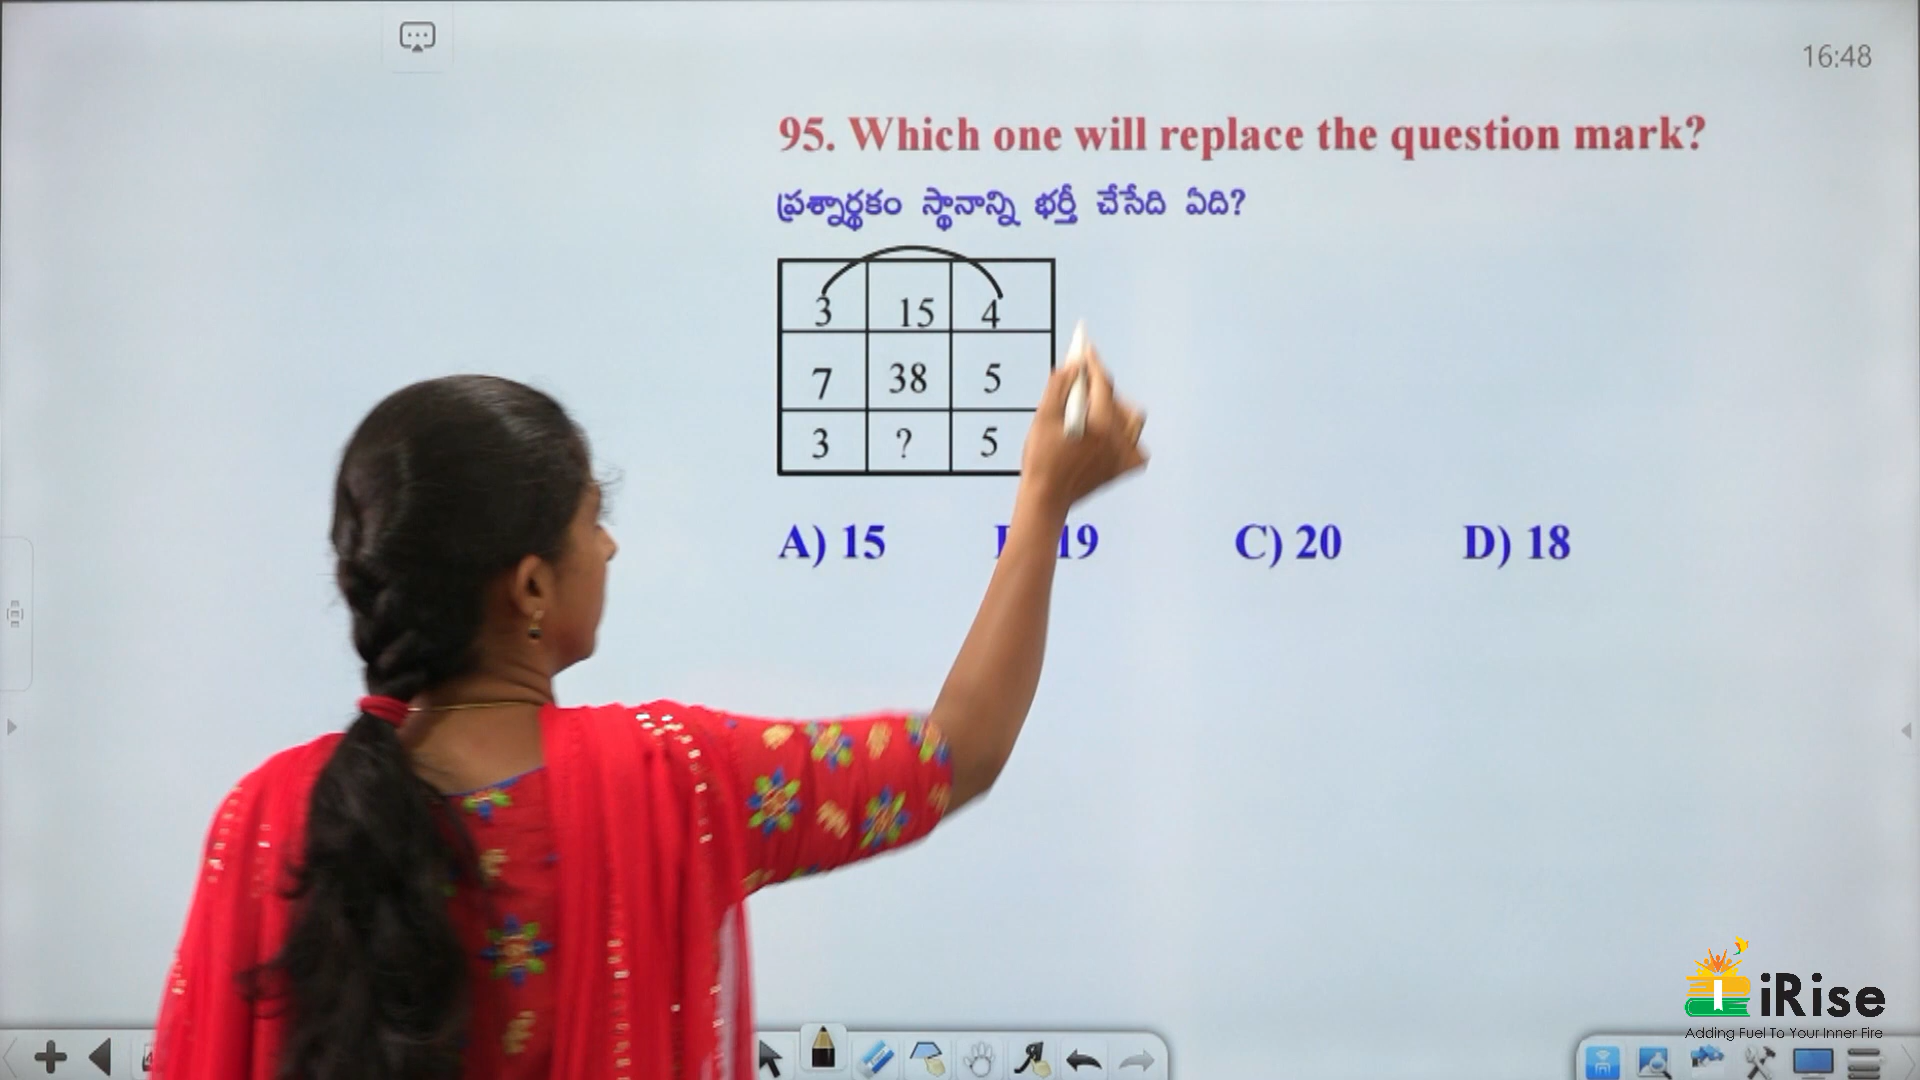 16:48
95. Which one will replace the question mark?
ప్రశ్నార్థకం స్థానాన్ని భర్తీ చేసేది ఏది?
3 15 4
7 38 5
3 ? 5
A) 15 19 C) 20 D) 18
iRise
Adding Fuel To Your Inner Fire